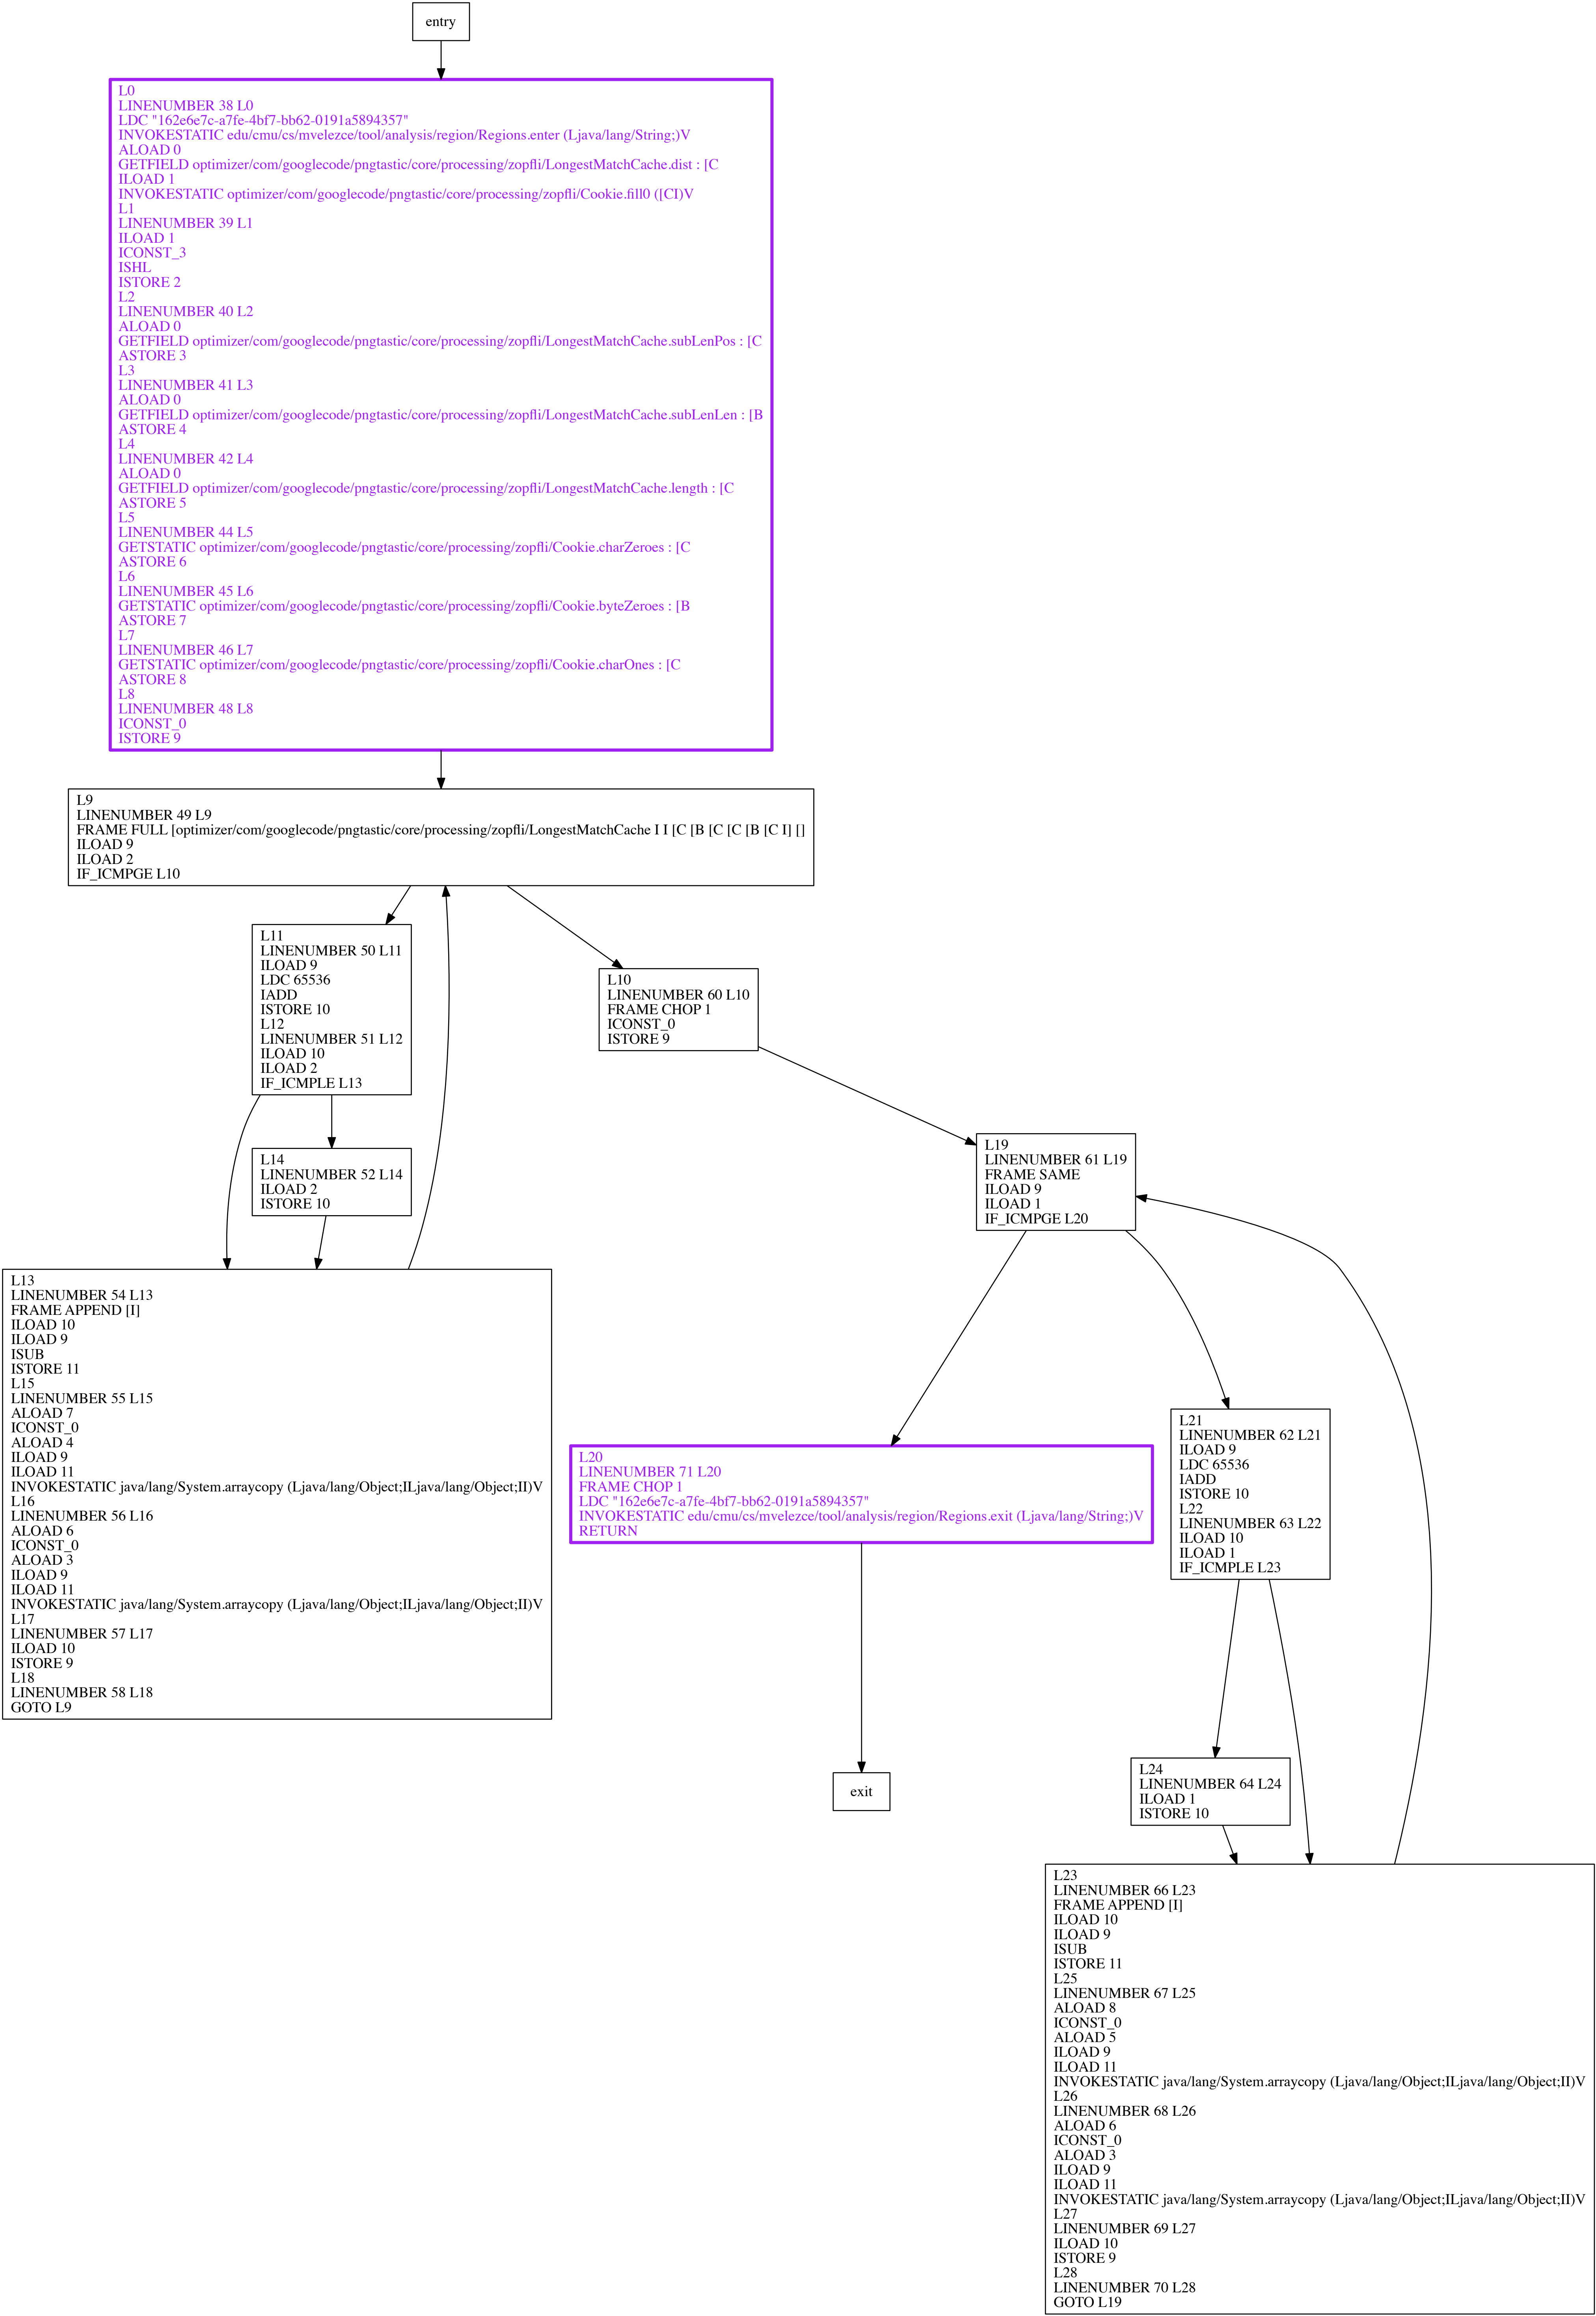 entry
L0
LINENUMBER 38 L0
LDC "162e6e7c-a7fe-4bf7-bb62-0191a5894357"
INVOKESTATIC edu/cmu/cs/mvelezce/tool/analysis/region/Regions.enter (Ljava/lang/String;)V
ALOAD 0
GETFIELD optimizer/com/googlecode/pngtastic/core/processing/zopfli/LongestMatchCache.dist : [C
ILOAD 1
INVOKESTATIC optimizer/com/googlecode/pngtastic/core/processing/zopfli/Cookie.fill0 ([CI)V
L1
LINENUMBER 39 L1
ILOAD 1
ICONST_3
ISHL
ISTORE 2
L2
LINENUMBER 40 L2
ALOAD 0
GETFIELD optimizer/com/googlecode/pngtastic/core/processing/zopfli/LongestMatchCache.subLenPos : [C
ASTORE 3
L3
LINENUMBER 41 L3
ALOAD 0
GETFIELD optimizer/com/googlecode/pngtastic/core/processing/zopfli/LongestMatchCache.subLenLen : [B
ASTORE 4
L4
LINENUMBER 42 L4
ALOAD 0
GETFIELD optimizer/com/googlecode/pngtastic/core/processing/zopfli/LongestMatchCache.length : [C
ASTORE 5
L5
LINENUMBER 44 L5
GETSTATIC optimizer/com/googlecode/pngtastic/core/processing/zopfli/Cookie.charZeroes : [C
ASTORE 6
L6
LINENUMBER 45 L6
GETSTATIC optimizer/com/googlecode/pngtastic/core/processing/zopfli/Cookie.byteZeroes : [B
ASTORE 7
L7
LINENUMBER 46 L7
GETSTATIC optimizer/com/googlecode/pngtastic/core/processing/zopfli/Cookie.charOnes : [C
ASTORE 8
L8
LINENUMBER 48 L8
ICONST_0
ISTORE 9
L9
LINENUMBER 49 L9
FRAME FULL [optimizer/com/googlecode/pngtastic/core/processing/zopfli/LongestMatchCache I I [C [B [C [C [B [C I] []
ILOAD 9
ILOAD 2
IF_ICMPGE L10
L11
LINENUMBER 50 L11
ILOAD 9
LDC 65536
IADD
ISTORE 10
L12
LINENUMBER 51 L12
ILOAD 10
ILOAD 2
IF_ICMPLE L13
L10
LINENUMBER 60 L10
FRAME CHOP 1
ICONST_0
ISTORE 9
L14
LINENUMBER 52 L14
ILOAD 2
ISTORE 10
L19
LINENUMBER 61 L19
FRAME SAME
ILOAD 9
ILOAD 1
IF_ICMPGE L20
L13
LINENUMBER 54 L13
FRAME APPEND [I]
ILOAD 10
ILOAD 9
ISUB
ISTORE 11
L15
LINENUMBER 55 L15
ALOAD 7
ICONST_0
ALOAD 4
ILOAD 9
ILOAD 11
INVOKESTATIC java/lang/System.arraycopy (Ljava/lang/Object;ILjava/lang/Object;II)V
L16
LINENUMBER 56 L16
ALOAD 6
ICONST_0
ALOAD 3
ILOAD 9
ILOAD 11
INVOKESTATIC java/lang/System.arraycopy (Ljava/lang/Object;ILjava/lang/Object;II)V
L17
LINENUMBER 57 L17
ILOAD 10
ISTORE 9
L18
LINENUMBER 58 L18
GOTO L9
L20
LINENUMBER 71 L20
FRAME CHOP 1
LDC "162e6e7c-a7fe-4bf7-bb62-0191a5894357"
INVOKESTATIC edu/cmu/cs/mvelezce/tool/analysis/region/Regions.exit (Ljava/lang/String;)V
RETURN
L21
LINENUMBER 62 L21
ILOAD 9
LDC 65536
IADD
ISTORE 10
L22
LINENUMBER 63 L22
ILOAD 10
ILOAD 1
IF_ICMPLE L23
exit
L24
LINENUMBER 64 L24
ILOAD 1
ISTORE 10
L23
LINENUMBER 66 L23
FRAME APPEND [I]
ILOAD 10
ILOAD 9
ISUB
ISTORE 11
L25
LINENUMBER 67 L25
ALOAD 8
ICONST_0
ALOAD 5
ILOAD 9
ILOAD 11
INVOKESTATIC java/lang/System.arraycopy (Ljava/lang/Object;ILjava/lang/Object;II)V
L26
LINENUMBER 68 L26
ALOAD 6
ICONST_0
ALOAD 3
ILOAD 9
ILOAD 11
INVOKESTATIC java/lang/System.arraycopy (Ljava/lang/Object;ILjava/lang/Object;II)V
L27
LINENUMBER 69 L27
ILOAD 10
ISTORE 9
L28
LINENUMBER 70 L28
GOTO L19